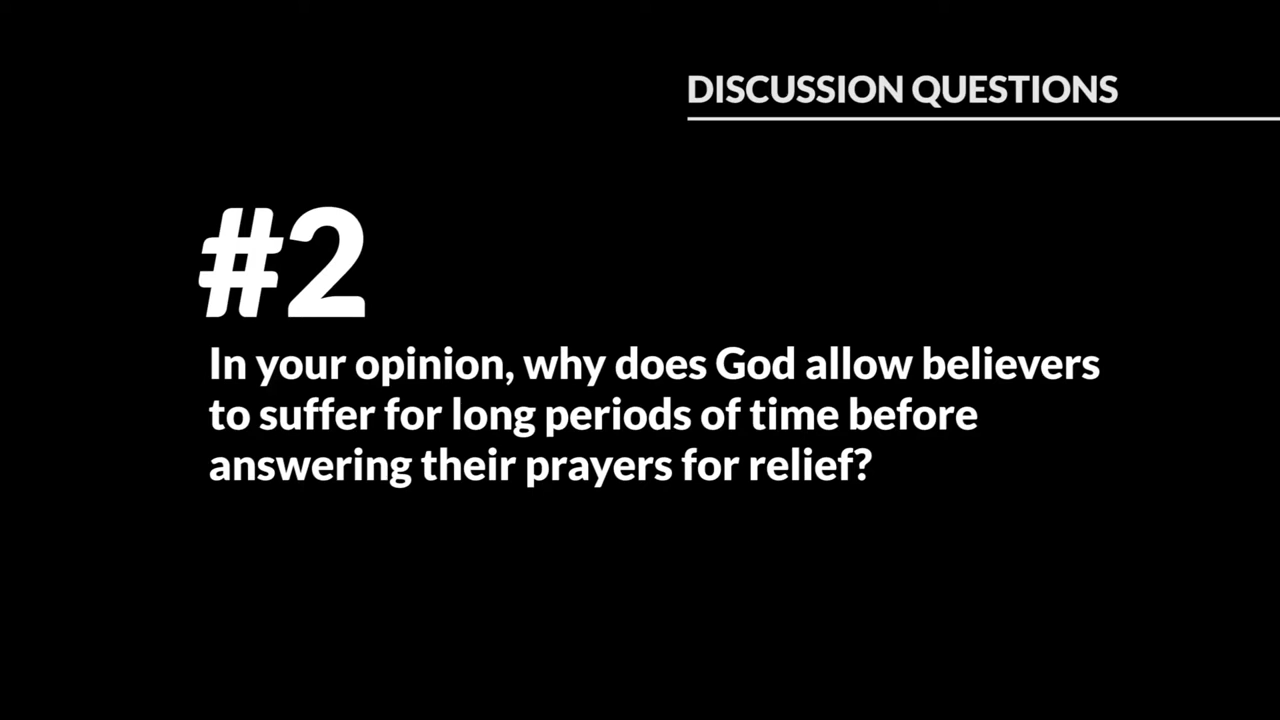 DISCUSSION QUESTIONS
#2
In your opinion, why does God allow believers
to suffer for long periods of time before
answering their prayers for relief?